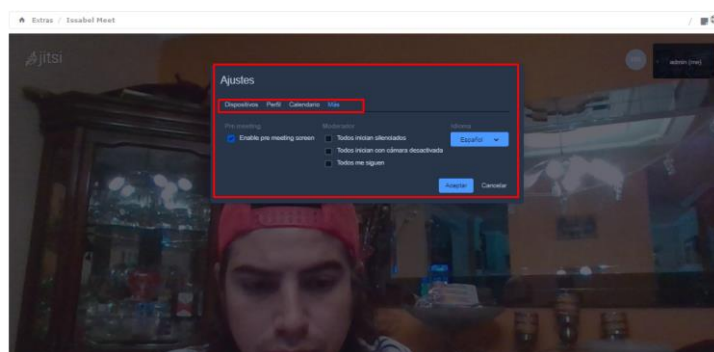 Extras / Issabel Meet
jitsi
admin (me)
Ajustes
Dispositivos Perfil Calendario Más
Pre meeting Moderador Idioma
Enable pre meeting screen Todos inician silenciados Español
Todos inician con cámara desactivada
Todos me siguen
Aceptar Cancelar